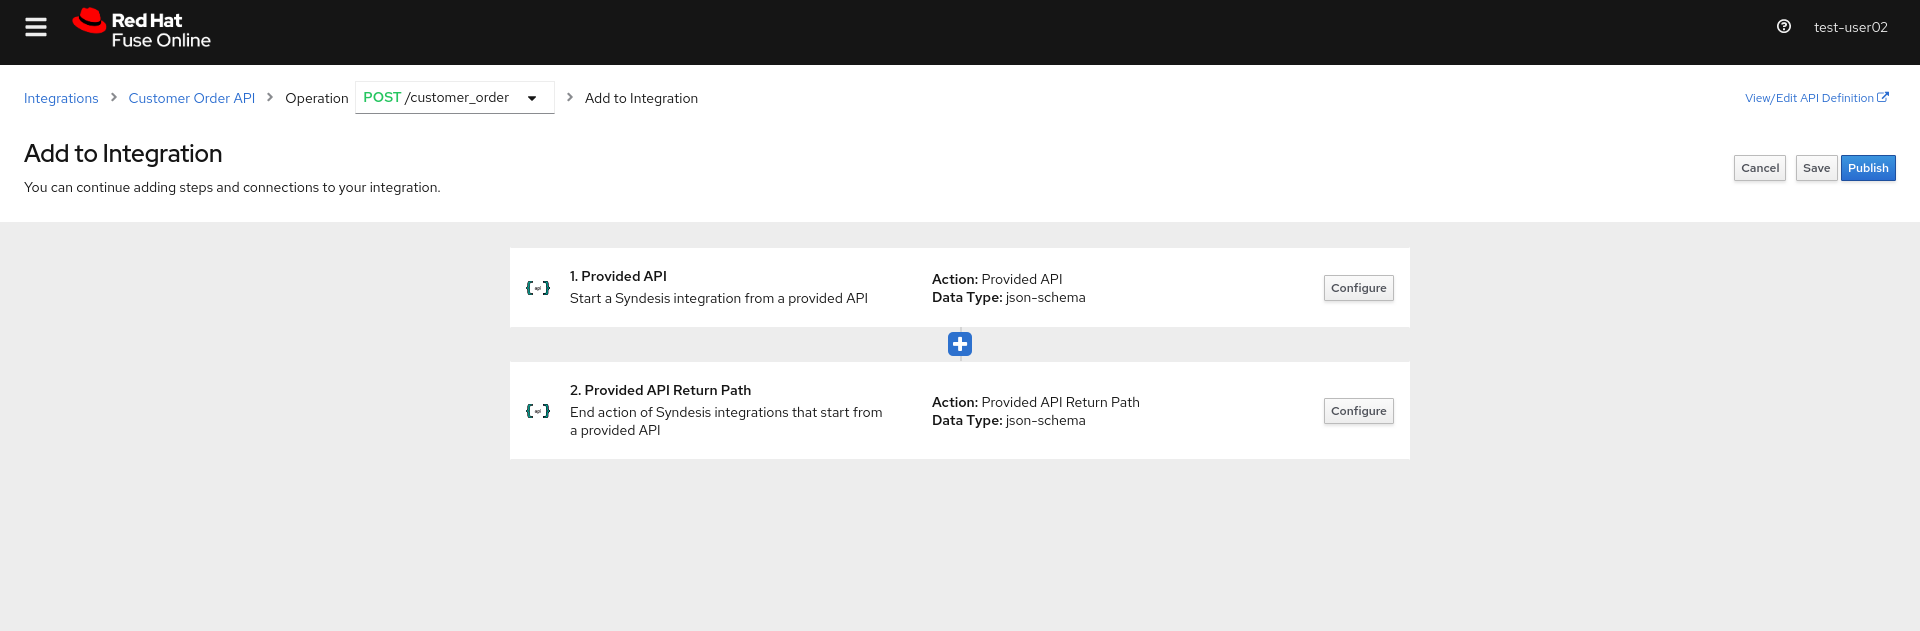 Red Hat
Fuse Online
test-user02
Integrations > Customer Order API > Operation POST /customer_order > Add to Integration
View/Edit API Definition
Add to Integration
You can continue adding steps and connections to your integration.
Cancel Save Publish
1. Provided API
Start a Syndesis integration from a provided API
Action: Provided API
Data Type: json-schema
Configure
2. Provided API Return Path
End action of Syndesis integrations that start from
a provided API
Action: Provided API Return Path
Data Type: json-schema
Configure